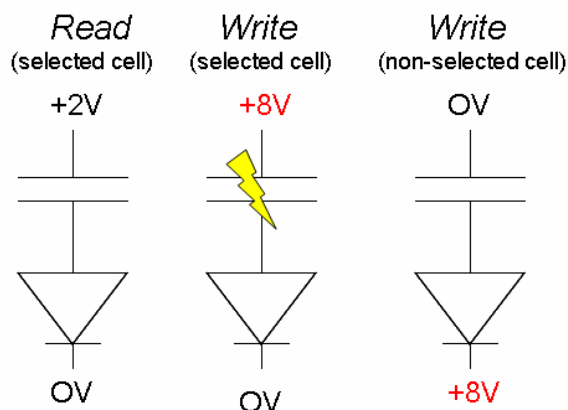 Read
(selected cell)
+2V
OV
Write
(selected cell)
+8V
OV
Write
(non-selected cell)
OV
+8V